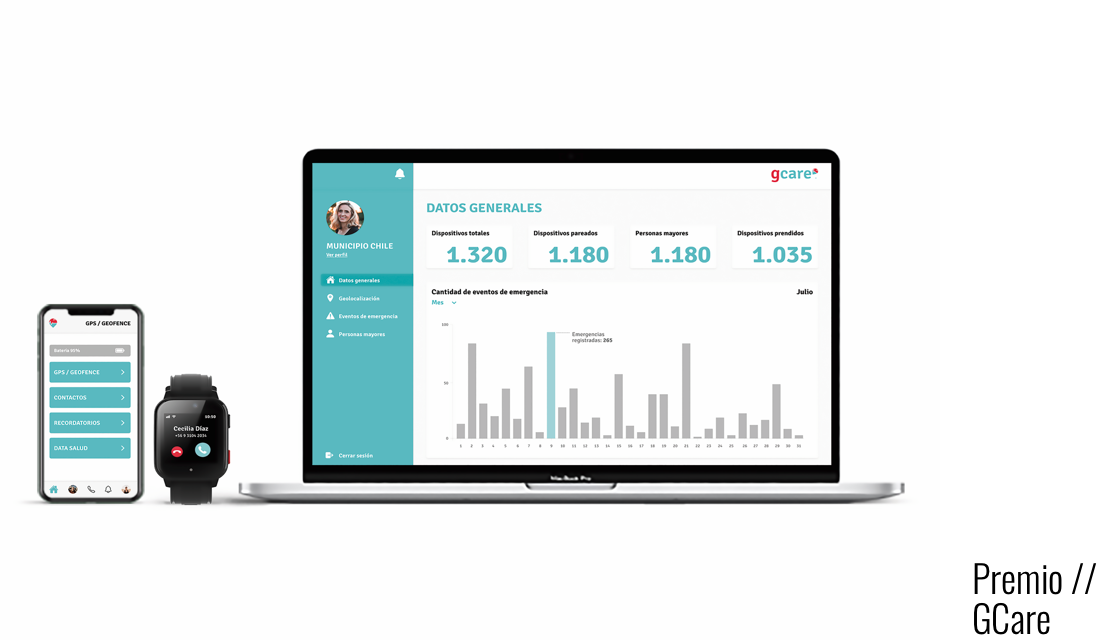 GPS / GEOFENCE
Batería 65%
GPS / GEOFENCE
CONTACTOS
RECORDATORIOS
DATA SALUD
10:50
Cecilia Díaz
+56 9 3104 2034
gcare
MUNICIPIO CHILE
Ver perfil
Datos generales
Geolocalización
Eventos de emergencia
Personas mayores
Cerrar sesión
DATOS GENERALES
Dispositivos totales
1.320
Dispositivos pareados
1.180
Personas mayores
1.180
Dispositivos prendidos
1.035
Cantidad de eventos de emergencia
Julio
Mes
100
Emergencias
registradas: 265
50
0
1 2 3 4 5 6 7 8 9 10 11 12 13 14 15 16 17 18 19 20 21 22 23 24 25 26 27 28 29 30 31
MacBook Pro
Premio //
GCare